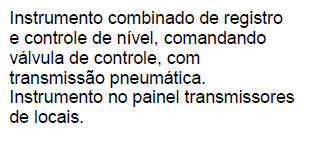 Instrumento combinado de registro
e controle de nível, comandando
válvula de controle, com
transmissão pneumática.
Instrumento no painel transmissores
de locais.